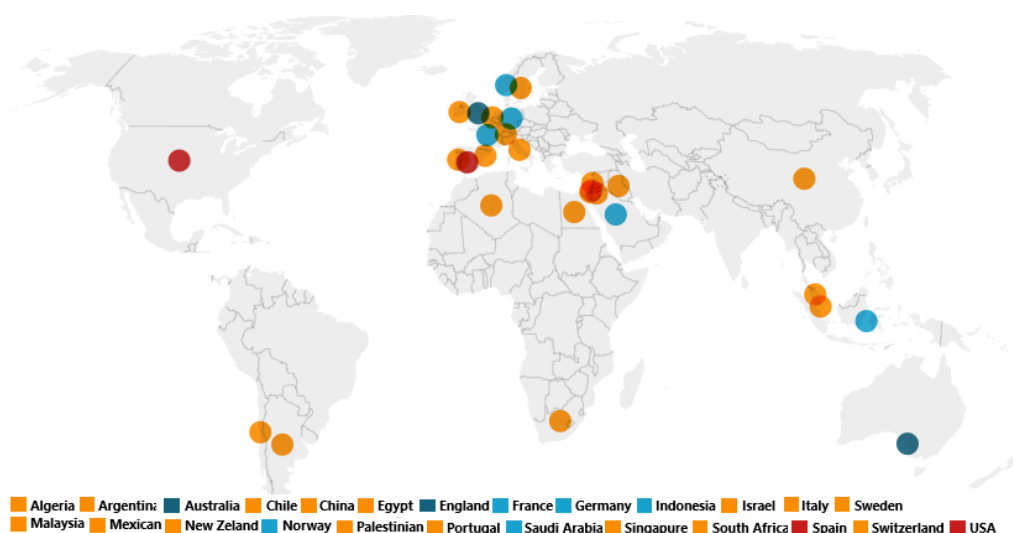 Algeria Argentina Australia Chile China Egypt England France Germany Indonesia Israel Italy Sweden
Malaysia Mexican New Zeland Norway Palestinian Portugal Saudi Arabia Singapure South Africa Spain Switzerland USA